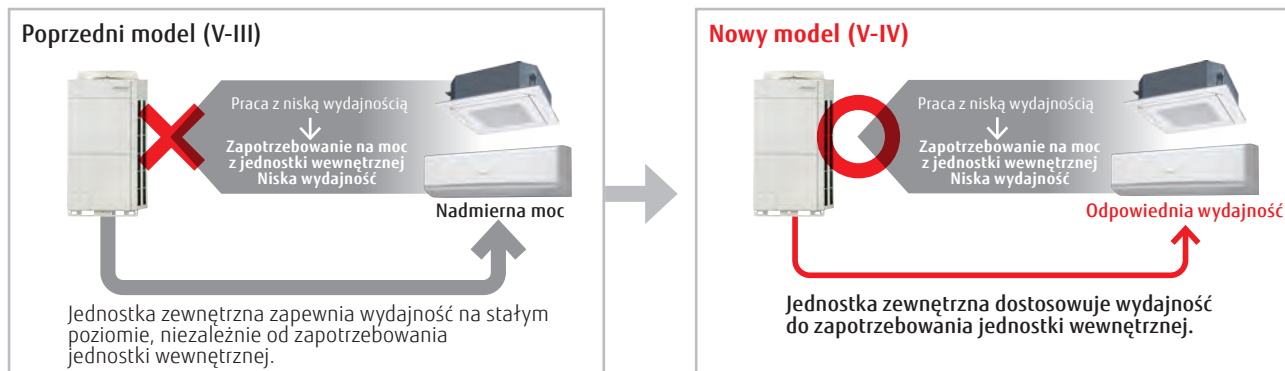 Poprzedni model (V-III)
Praca z niską wydajnością
Zapotrzebowanie na moc
z jednostki wewnętrznej
Niska wydajność
Nadmierna moc
Jednostka zewnętrzna zapewnia wydajność na stałym
poziomie, niezależnie od zapotrzebowania
jednostki wewnętrznej.
Nowy model (V-IV)
Praca z niską wydajnością
Zapotrzebowanie na moc
z jednostki wewnętrznej
Niska wydajność
Odpowiednia wydajność
Jednostka zewnętrzna dostosowuje wydajność
do zapotrzebowania jednostki wewnętrznej.